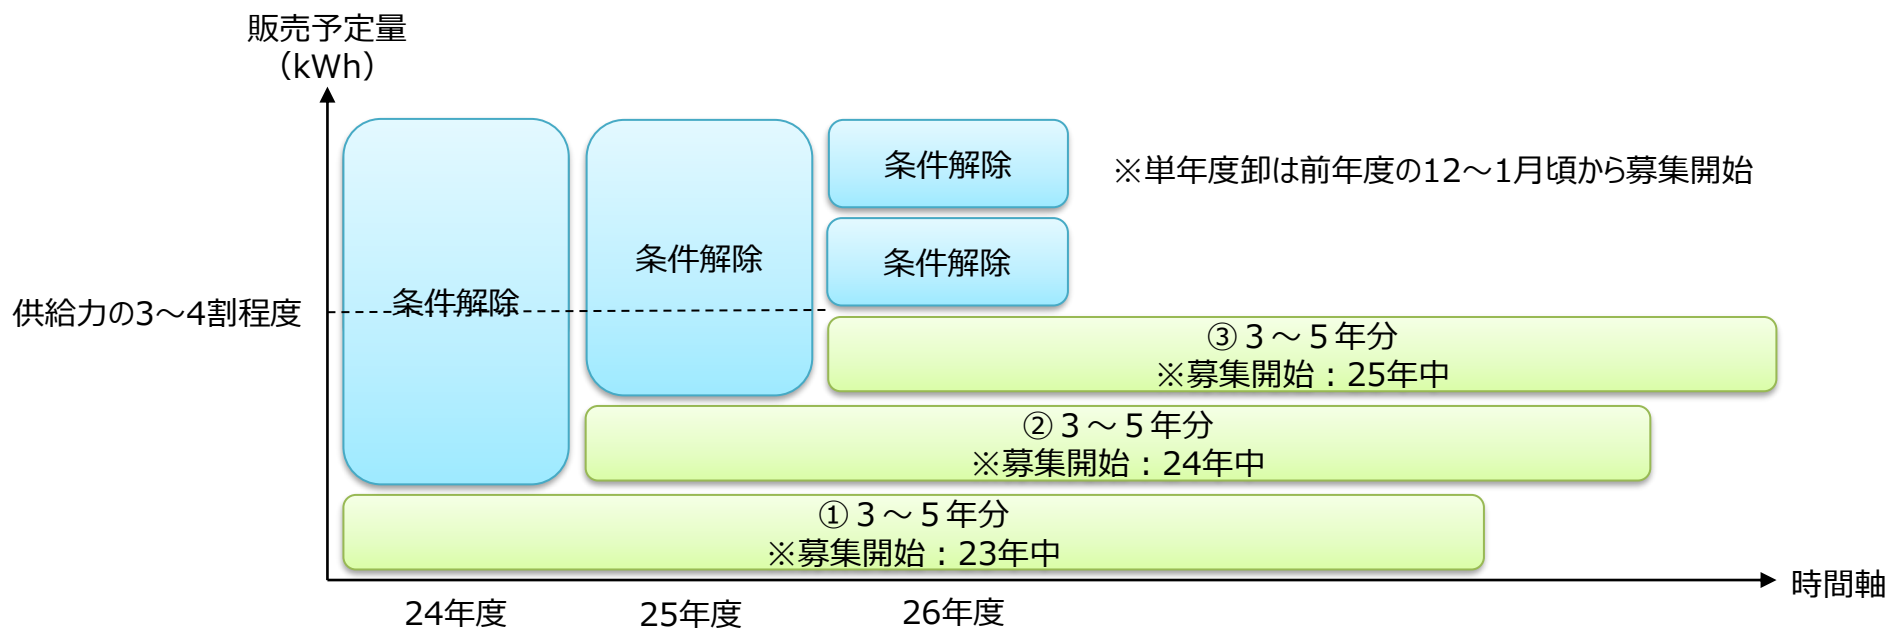 販売予定量
（kWh）
条件解除
条件解除
条件解除
※単年度卸は前年度の12～1月頃から募集開始
条件解除
供給力の3～4割程度
③３～５年分
※募集開始：25年中
②３～５年分
※募集開始：24年中
①３～５年分
※募集開始：23年中
時間軸
24年度
25年度
26年度